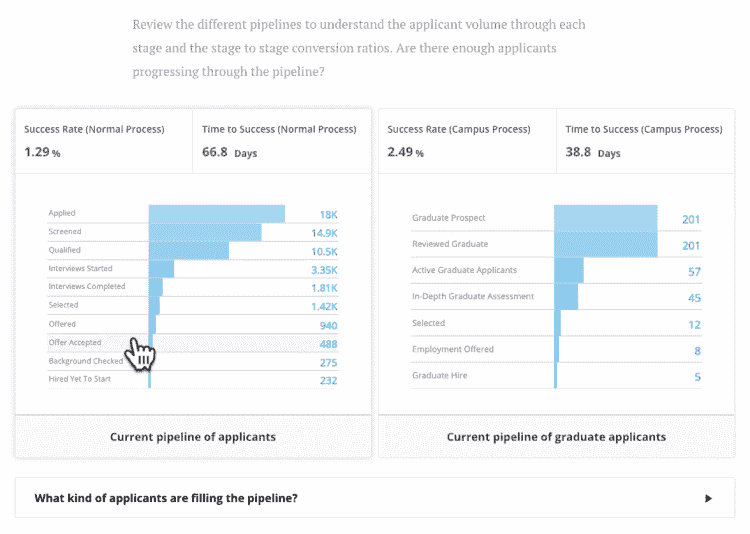 Review the different pipelines to understand the applicant volume through each
stage and the stage to stage conversion ratios. Are there enough applicants
progressing through the pipeline?
Success Rate (Normal Process)
1.29 %
Time to Success (Normal Process)
66.8 Days
Success Rate (Campus Process)
2.49 %
Time to Success (Campus Process)
38.8 Days
Applied 18K
Screened 14.9K
Qualified 10.5K
Interviews Started 3.35K
Interviews Completed 1.81K
Selected 1.42K
Offered 940
Offer Accepted 488
Background Checked 275
Hired Yet To Start 232
Current pipeline of applicants
Graduate Prospect 201
Reviewed Graduate 201
Active Graduate Applicants 57
In-Depth Graduate Assessment 45
Selected 12
Employment Offered 8
Graduate Hire 5
Current pipeline of graduate applicants
What kind of applicants are filling the pipeline?